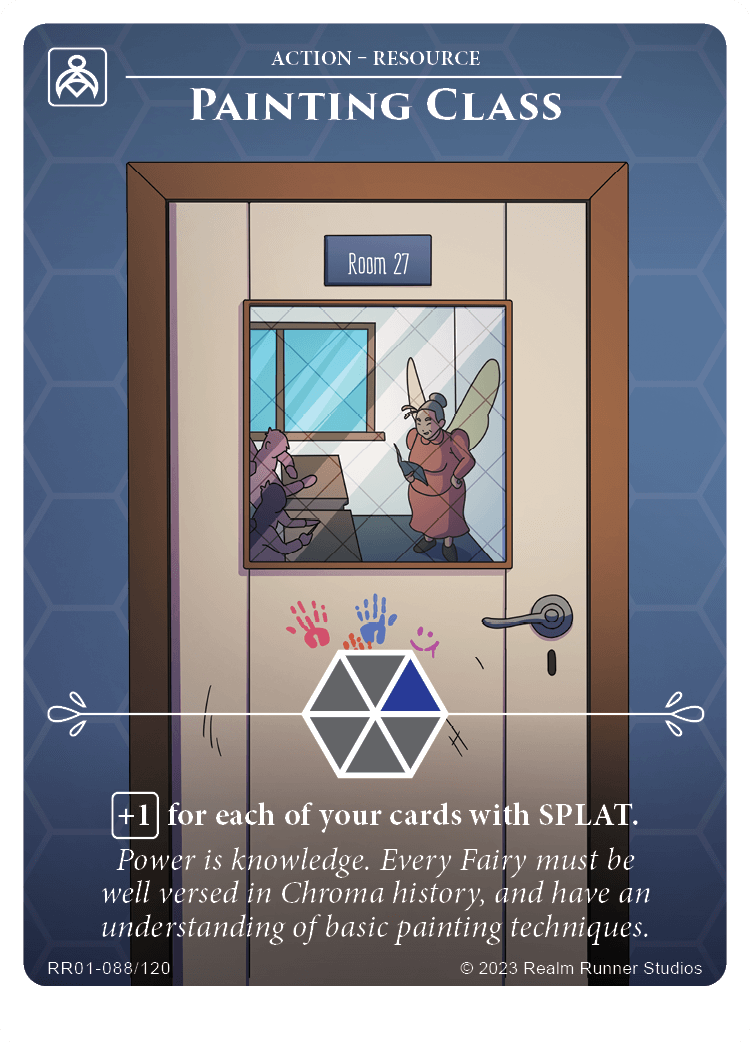 ACTION – RESOURCE
PAINTING CLASS
Room 27
+1 for each of your cards with SPLAT.
Power is knowledge. Every Fairy must be
well versed in Chroma history, and have an
understanding of basic painting techniques.
RR01-088/120 © 2023 Realm Runner Studios